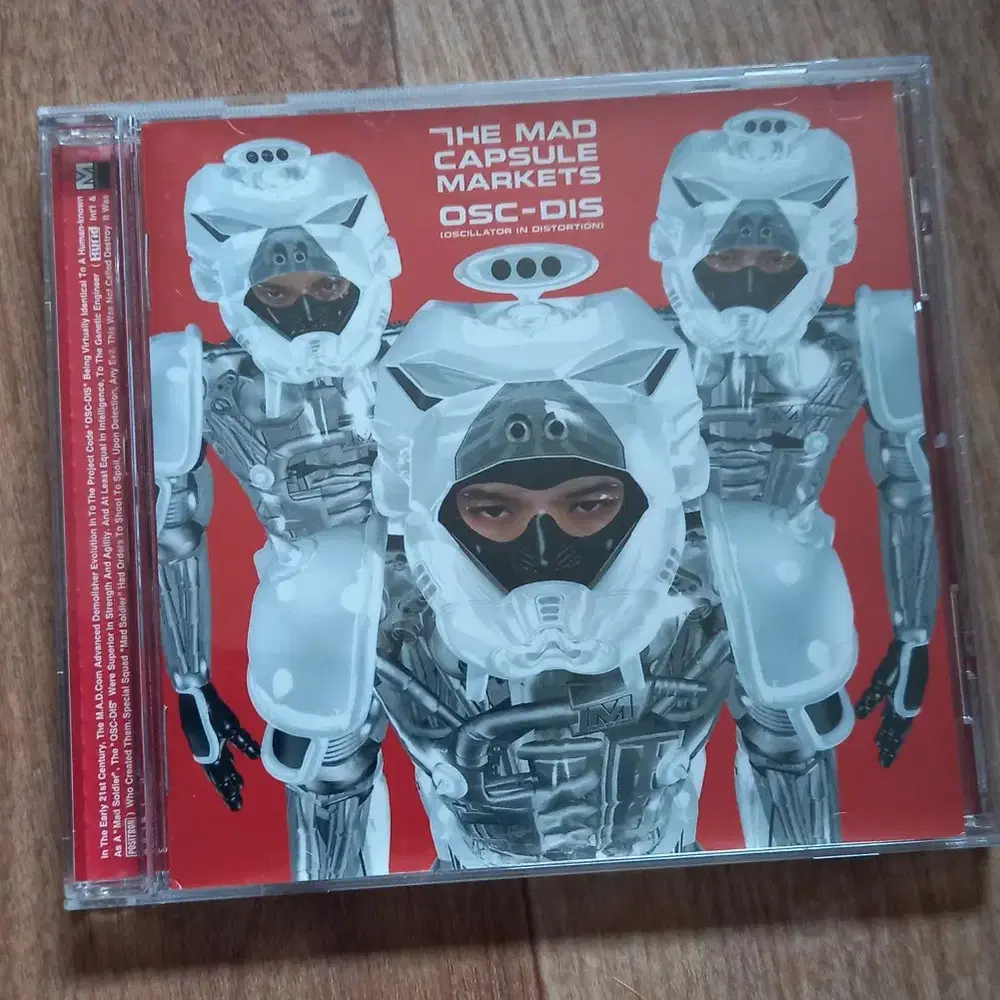 THE MAD
CAPSULE
MARKETS
OSC-DIS
(OSCILLATOR IN DISTORTION)
M
M
In The Early 21st Century, The M.A.D.Com Advanced Demolisher Evolution In To The Project Code "OSC-DIS" Being Virtually Identical To A Human-known
As A "Mad Soldier", The "OSC-DIS" Were Superior In Strength And Agility, And At Least Equal In Intelligence, To The Genetic Engineer ( Int'l &
POSITRON ) Who Created Them. Special Squad "Mad Soldier" Had Orders To Shoot To Spoil, Upon Detection, Any Evil. This Was Not Called Destroy. It Was